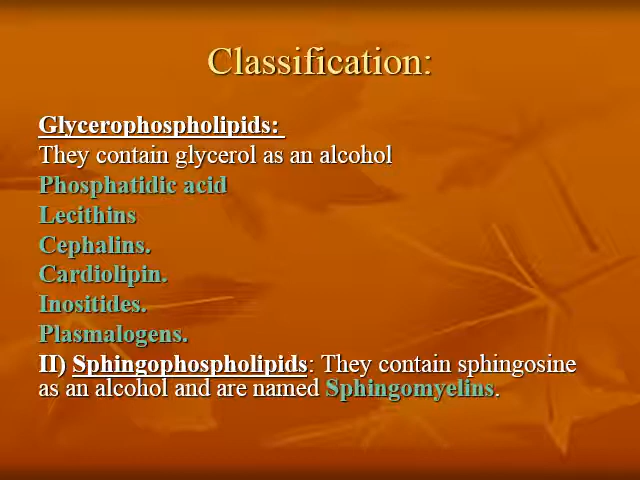 Classification:
Glycerophospholipids:
They contain glycerol as an alcohol
Phosphatidic acid
Lecithins
Cephalins.
Cardiolipin.
Inositides.
Plasmalogens.
II) Sphingophospholipids: They contain sphingosine
as an alcohol and are named Sphingomyelins.